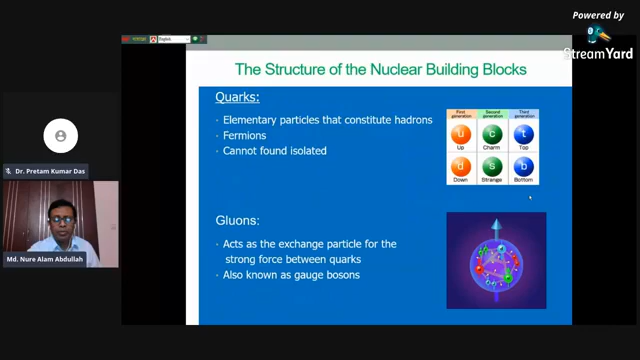 Powered by
StreamYard
English
The Structure of the Nuclear Building Blocks
Quarks:
· Elementary particles that constitute hadrons
· Fermions
· Cannot found isolated
First generation
Second generation
Third generation
u
c
t
Up
Charm
Top
d
s
b
Down
Strange
Bottom
Gluons:
· Acts as the exchange particle for the
strong force between quarks
· Also known as gauge bosons
Dr. Pretam Kumar Das
Md. Nure Alam Abdullah